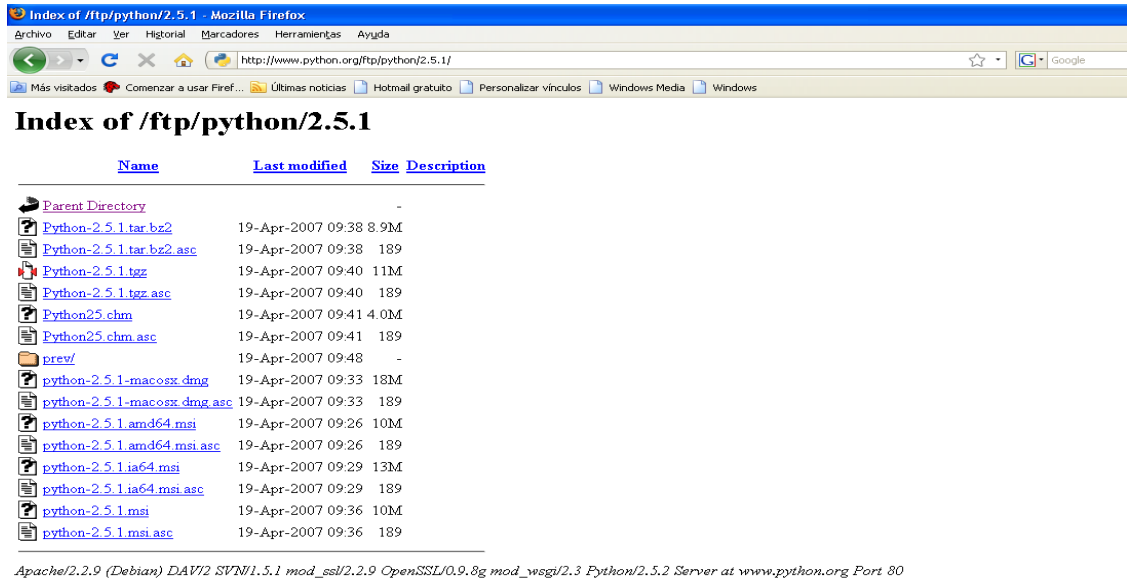 Index of /ftp/python/2.5.1 - Mozilla Firefox
Archivo Editar Ver Historial Marcadores Herramientas Ayuda
http://www.python.org/ftp/python/2.5.1/ G Google
Más visitados Comenzar a usar Firef... Últimas noticias Hotmail gratuito Personalizar vínculos Windows Media Windows
Index of /ftp/python/2.5.1
Name Last modified Size Description
Parent Directory -
Python-2.5.1.tar.bz2 19-Apr-2007 09:38 8.9M
Python-2.5.1.tar.bz2.asc 19-Apr-2007 09:38 189
Python-2.5.1.tgz 19-Apr-2007 09:40 11M
Python-2.5.1.tgz.asc 19-Apr-2007 09:40 189
Python25.chm 19-Apr-2007 09:41 4.0M
Python25.chm.asc 19-Apr-2007 09:41 189
prev/ 19-Apr-2007 09:48 -
python-2.5.1-macosx.dmg 19-Apr-2007 09:33 18M
python-2.5.1-macosx.dmg.asc 19-Apr-2007 09:33 189
python-2.5.1.amd64.msi 19-Apr-2007 09:26 10M
python-2.5.1.amd64.msi.asc 19-Apr-2007 09:26 189
python-2.5.1.ia64.msi 19-Apr-2007 09:29 13M
python-2.5.1.ia64.msi.asc 19-Apr-2007 09:29 189
python-2.5.1.msi 19-Apr-2007 09:36 10M
python-2.5.1.msi.asc 19-Apr-2007 09:36 189
Apache/2.2.9 (Debian) DAV/2 SVN/1.5.1 mod_ssl/2.2.9 OpenSSL/0.9.8g mod_wsgi/2.3 Python/2.5.2 Server at www.python.org Port 80